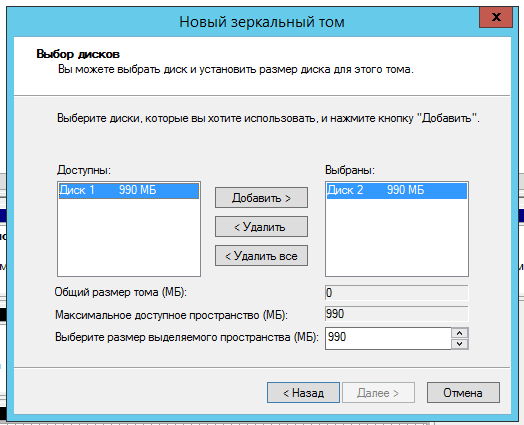 Новый зеркальный том
x
Выбор дисков
Вы можете выбрать диск и установить размер диска для этого тома.
Выберите диски, которые вы хотите использовать, и нажмите кнопку "Добавить".
Доступны:
Выбраны:
Диск 1 990 МБ
Добавить >
Диск 2 990 МБ
< Удалить
< Удалить все
Общий размер тома (МБ): 0
Максимальное доступное пространство (МБ): 990
Выберите размер выделяемого пространства (МБ): 990
< Назад
Далее >
Отмена